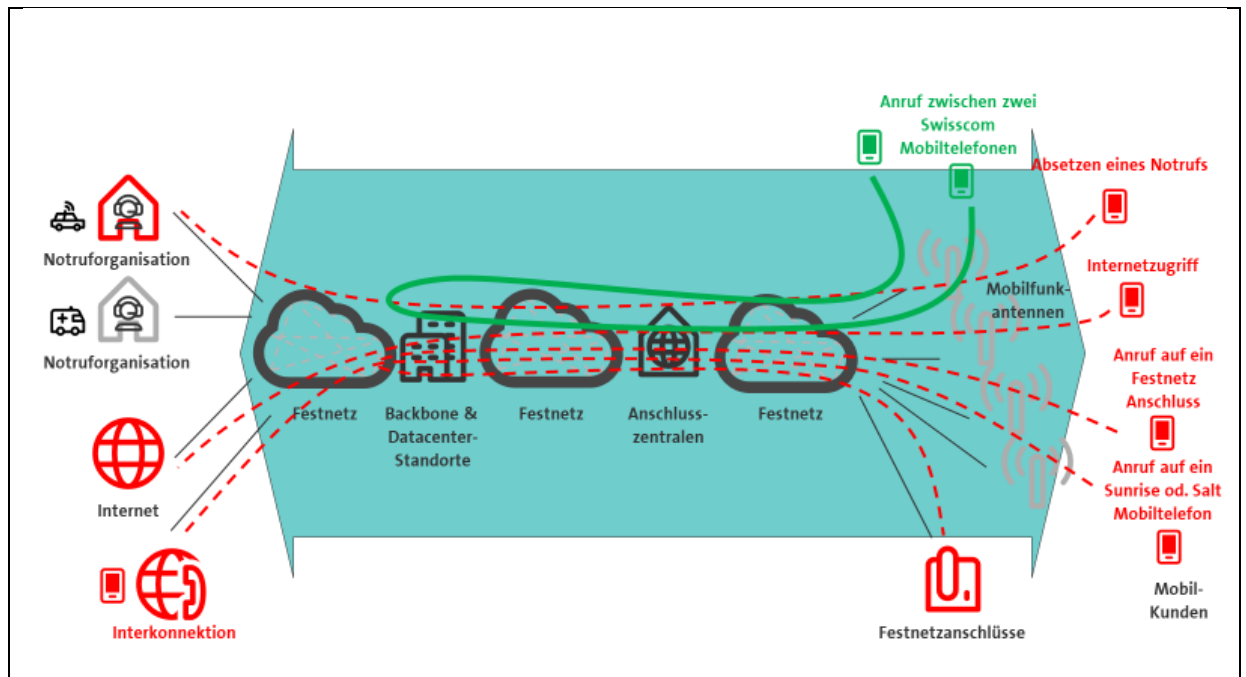 Anruf zwischen zwei
Swisscom
Mobiltelefonen
Absetzen eines Notrufs
Notruforganisation
Internetzugriff
Mobilfunk-
antennen
Notruforganisation
Anruf auf ein
Festnetz
Anschluss
Festnetz
Backbone &
Datacenter-
Standorte
Festnetz
Anschluss-
zentralen
Festnetz
Anruf auf ein
Sunrise od. Salt
Mobiltelefon
Internet
Mobil-
Kunden
Interkonnektion
Festnetzanschlüsse